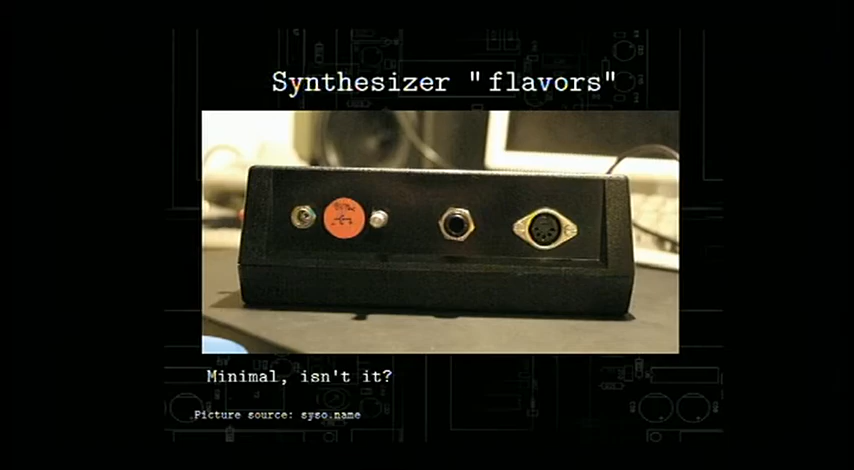 Synthesizer "flavors"
Minimal, isn't it?
Picture source: syso.name